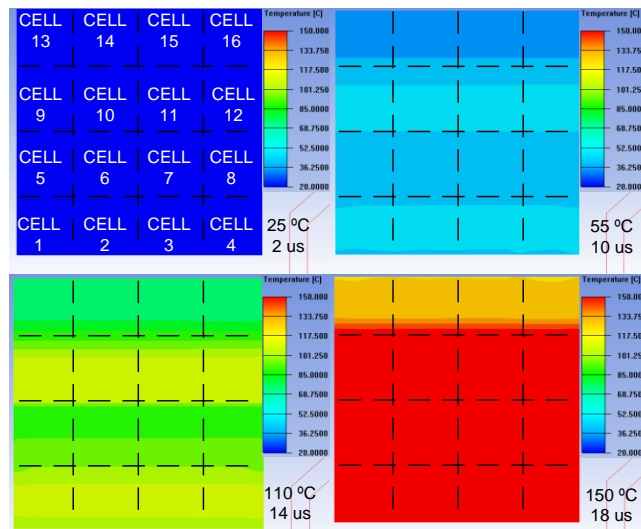 CELL CELL CELL CELL
13 14 15 16
CELL CELL CELL CELL
9 10 11 12
CELL CELL CELL CELL
5 6 7 8
CELL CELL CELL CELL
1 2 3 4
Temperature [C]
150.000
133.750
117.500
101.250
85.0000
68.7500
52.5000
36.2500
20.0000
25 ºC
2 us
Temperature [C]
150.000
133.750
117.500
101.250
85.0000
68.7500
52.5000
36.2500
20.0000
55 ºC
10 us
Temperature [C]
150.000
133.750
117.500
101.250
85.0000
68.7500
52.5000
36.2500
20.0000
110 ºC
14 us
Temperature [C]
150.000
133.750
117.500
101.250
85.0000
68.7500
52.5000
36.2500
20.0000
150 ºC
18 us